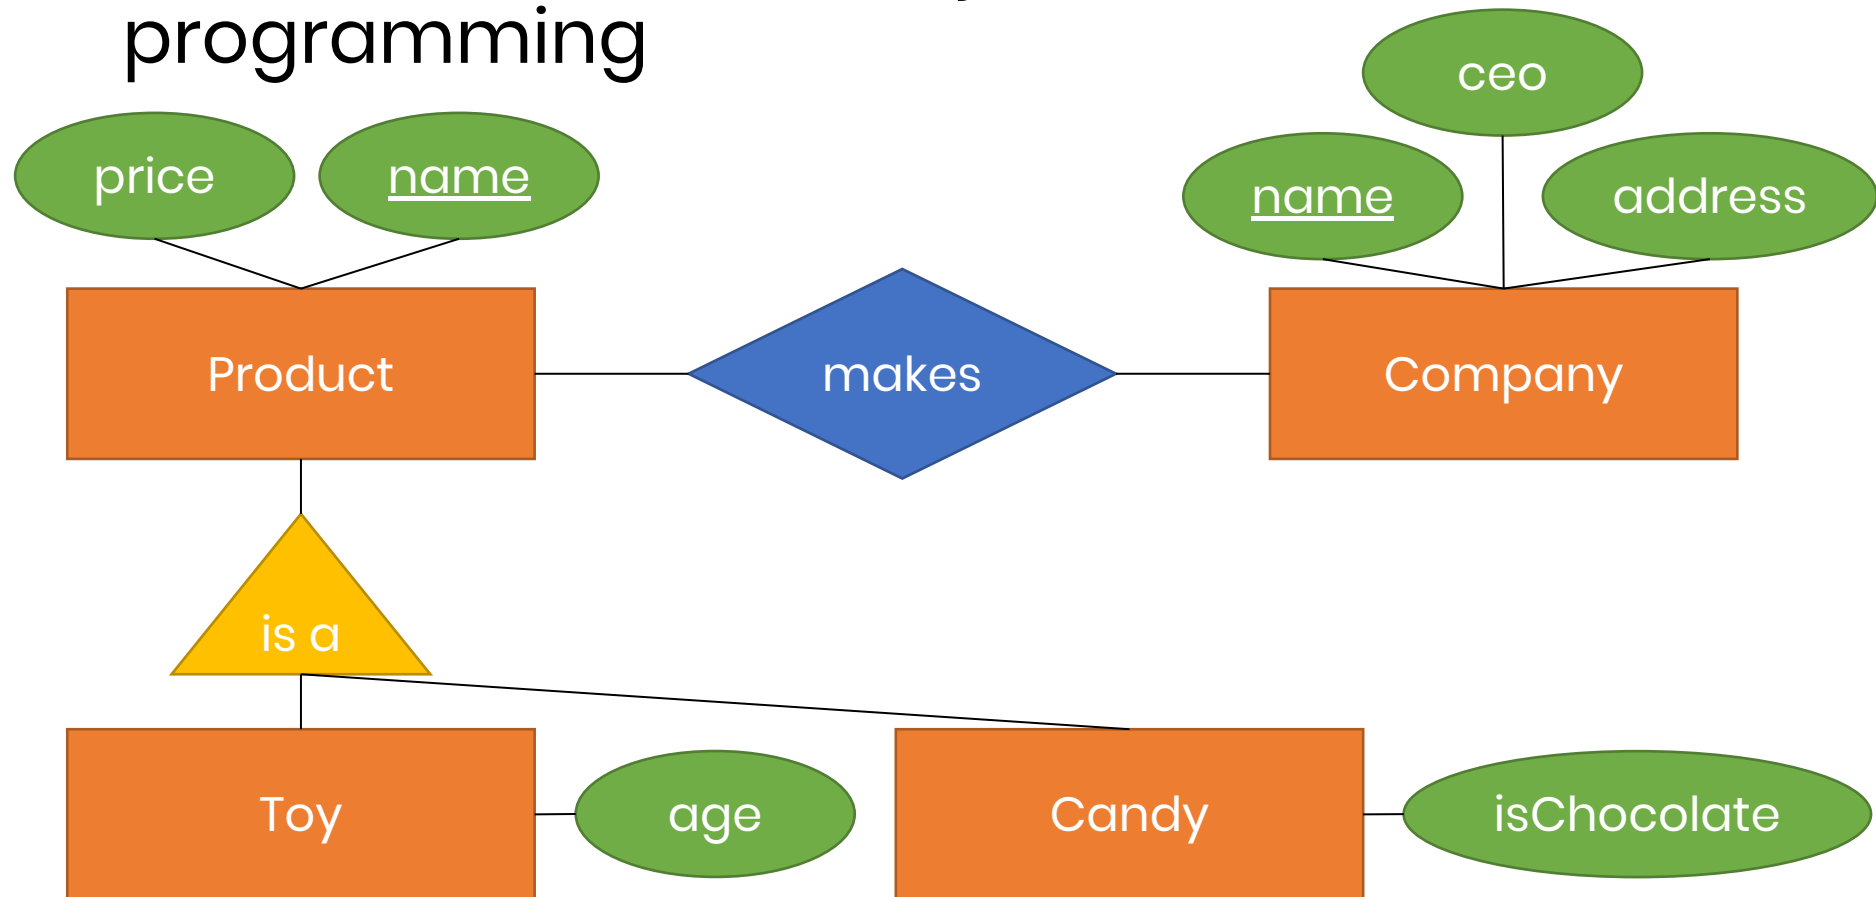 programming
ceo
price name
name address
Product makes Company
is a
Toy age Candy isChocolate